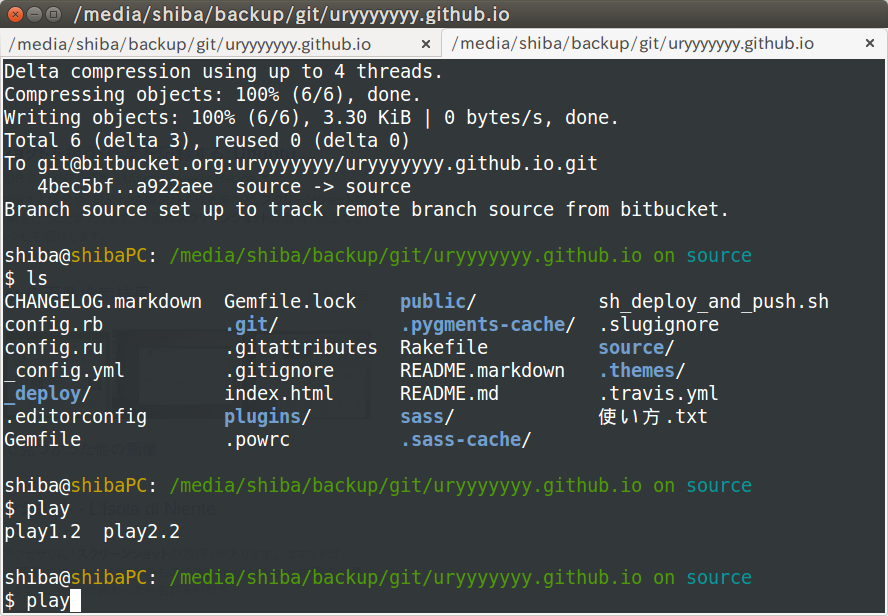 /media/shiba/backup/git/uryyyyyyy.github.io
/media/shiba/backup/git/uryyyyyyy.github.io × /media/shiba/backup/git/uryyyyyyy.github.io ×
Delta compression using up to 4 threads.
Compressing objects: 100% (6/6), done.
Writing objects: 100% (6/6), 3.30 KiB | 0 bytes/s, done.
Total 6 (delta 3), reused 0 (delta 0)
To git@bitbucket.org:uryyyyyyy/uryyyyyyy.github.io.git
4bec5bf..a922aee source -> source
Branch source set up to track remote branch source from bitbucket.
shiba@shibaPC: /media/shiba/backup/git/uryyyyyyy.github.io on source
$ ls
CHANGELOG.markdown Gemfile.lock public/ sh_deploy_and_push.sh
config.rb .git/ .pygments-cache/ .slugignore
config.ru .gitattributes Rakefile source/
_config.yml .gitignore README.markdown .themes/
_deploy/ index.html README.md .travis.yml
.editorconfig plugins/ sass/ 使い方.txt
Gemfile .powrc .sass-cache/
shiba@shibaPC: /media/shiba/backup/git/uryyyyyyy.github.io on source
$ play
play1.2 play2.2
shiba@shibaPC: /media/shiba/backup/git/uryyyyyyy.github.io on source
$ play